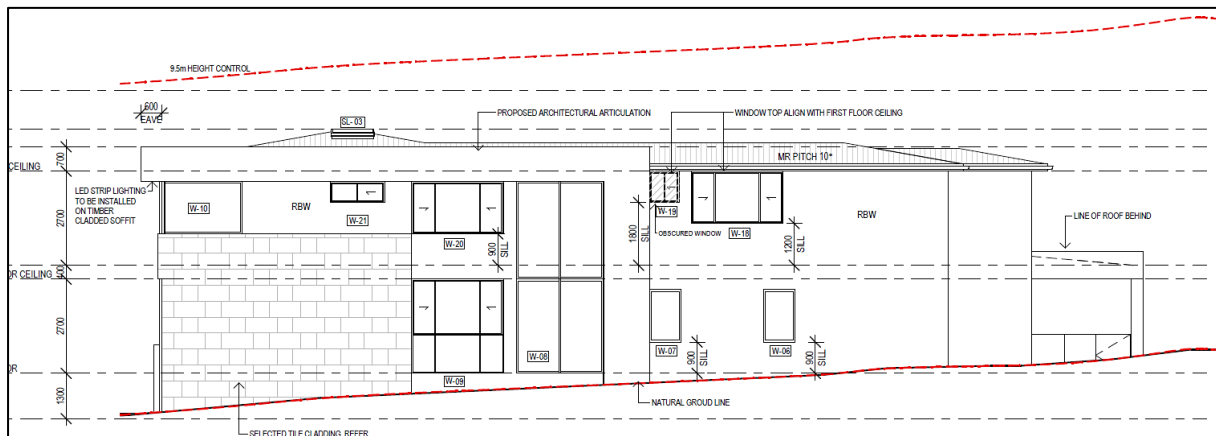 9.5m HEIGHT CONTROL
600
EAVE
SL- 03
PROPOSED ARCHITECTURAL ARTICULATION
WINDOW TOP ALIGN WITH FIRST FLOOR CEILING
700
CEILING
MR PITCH 10°
LED STRIP LIGHTING
TO BE INSTALLED
ON TIMBER
CLADDED SOFFIT
2700
W-10
RBW
W-21
W-20
900
SILL
1800
SILL
W-19
OBSCURED WINDOW
W-18
1200
SILL
RBW
LINE OF ROOF BEHIND
OR CEILING
400
2700
W-09
W-08
W-07
900
SILL
W-06
900
SILL
OR
1300
NATURAL GROUD LINE
SELECTED TILE CLADDING. REFER